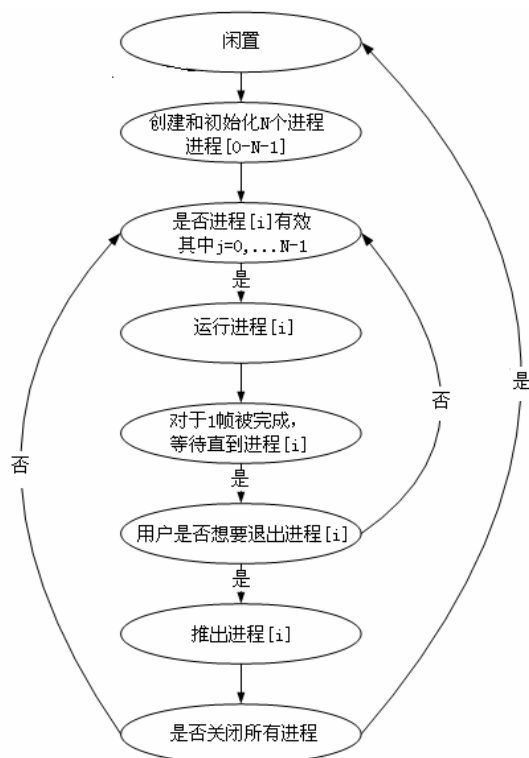 闲置
创建和初始化N个进程
进程[0-N-1]
是否进程[i]有效
其中j=0,...N-1
是
运行进程[i]
是
否
对于1帧被完成，
等待直到进程[i]
否
是
用户是否想要退出进程[i]
是
推出进程[i]
是否关闭所有进程